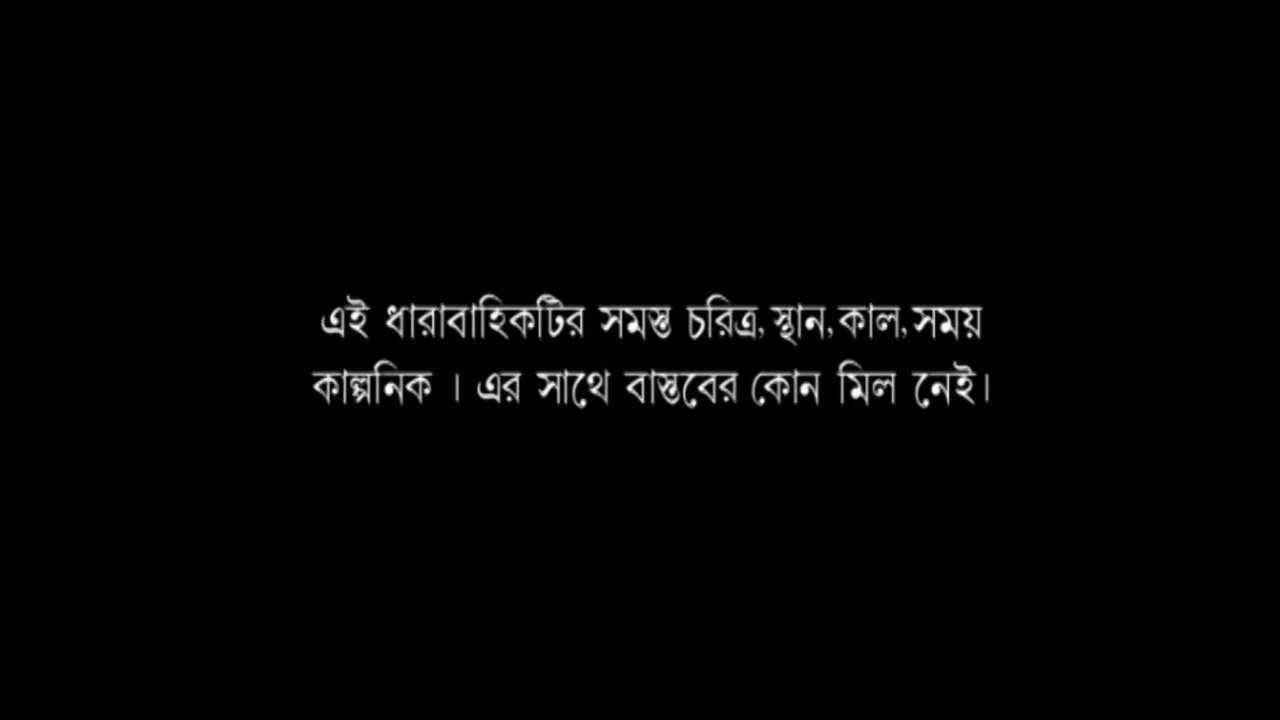 এই ধারাবাহিকটির সমস্ত চরিত্র, স্থান, কাল, সময়
কাল্পনিক । এর সাথে বাস্তবের কোন মিল নেই।